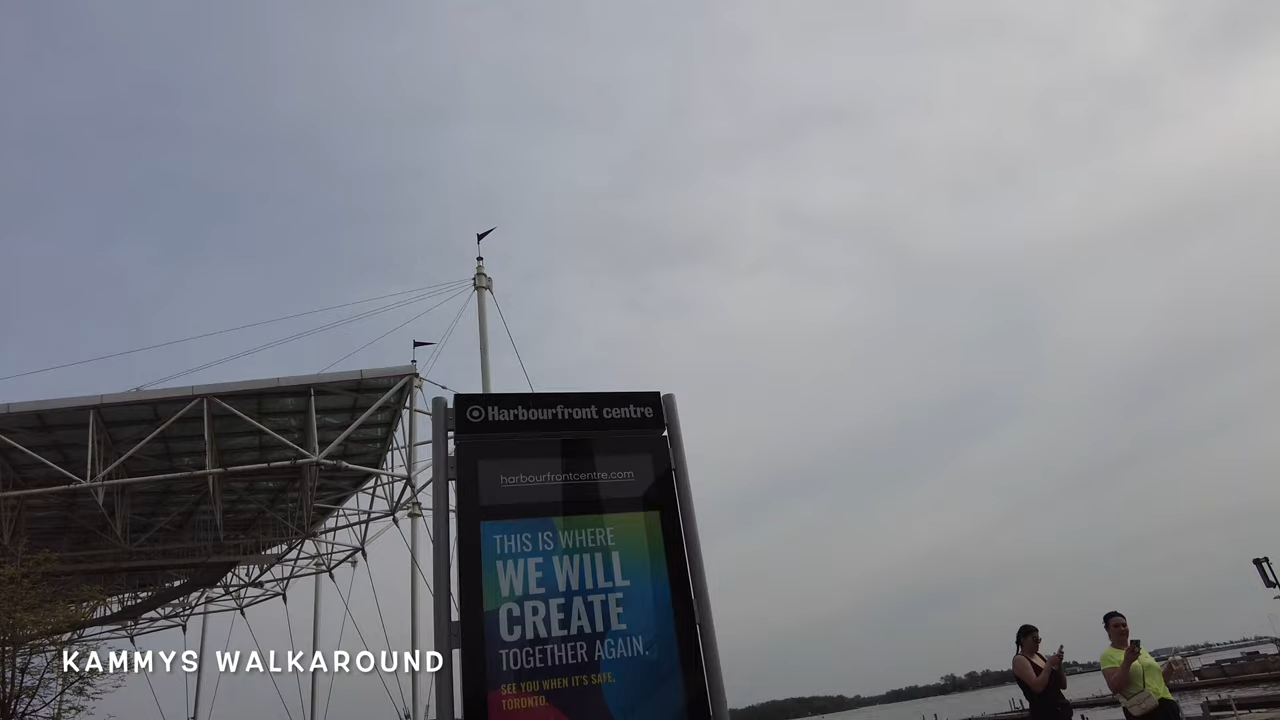 Harbourfront centre
harbourfrontcentre.com
THIS IS WHERE
WE WILL
CREATE
TOGETHER AGAIN.
SEE YOU WHEN IT'S SAFE,
TORONTO.
KAMMYS WALKAROUND